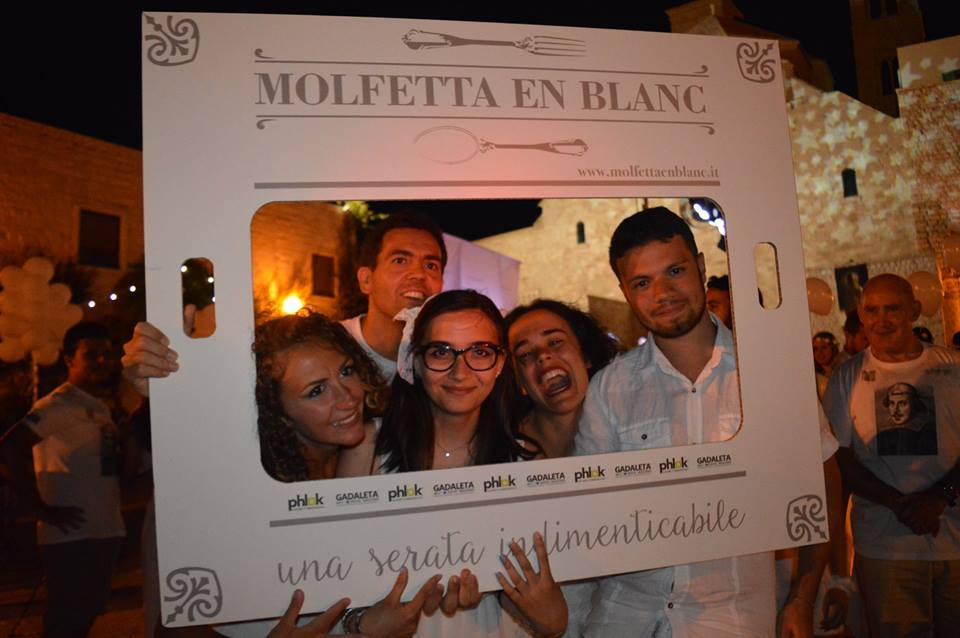 MOLFETTA EN BLANC
www.molfettaenblanc.it
phlok GADALETA phlok GADALETA phlok GADALETA phlok GADALETA phlok GADALETA
una serata indimenticabile